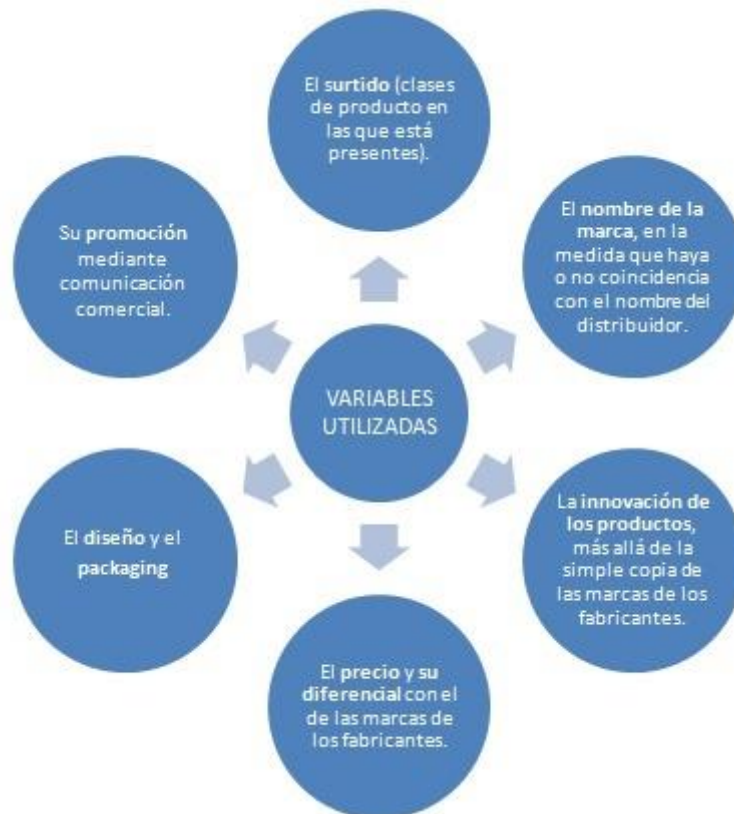 El surtido (clases
de producto en
las que está
presentes).
El nombre de la
marca, en la
medida que haya
o no coincidencia
con el nombre del
distribuidor.
La innovación de
los productos,
más allá de la
simple copia de
las marcas de los
fabricantes.
El precio y su
diferencial con el
de las marcas de
los fabricantes.
El diseño y el
packaging
Su promoción
mediante
comunicación
comercial.
VARIABLES
UTILIZADAS